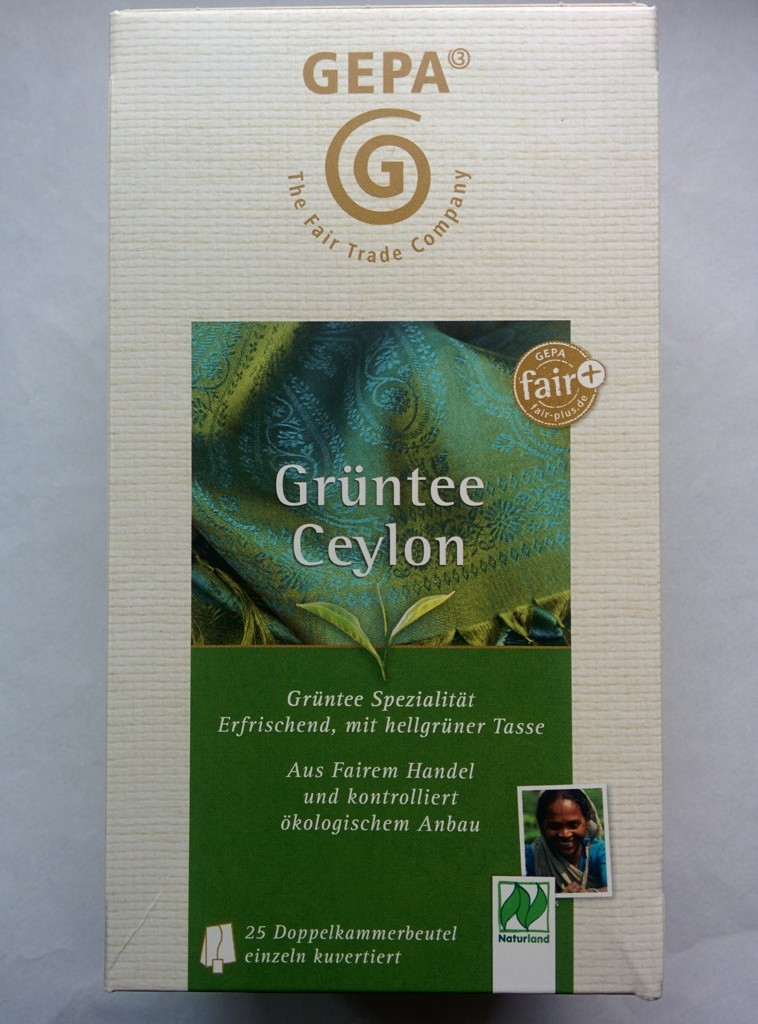 GEPA③
G
The Fair Trade Company
GEPA
fair+
fair-plus.de
Grüntee
Ceylon
Grüntee Spezialität
Erfrischend, mit hellgrüner Tasse
Aus Fairem Handel
und kontrolliert
ökologischem Anbau
Naturland
25 Doppelkammerbeutel
einzeln kuvertiert